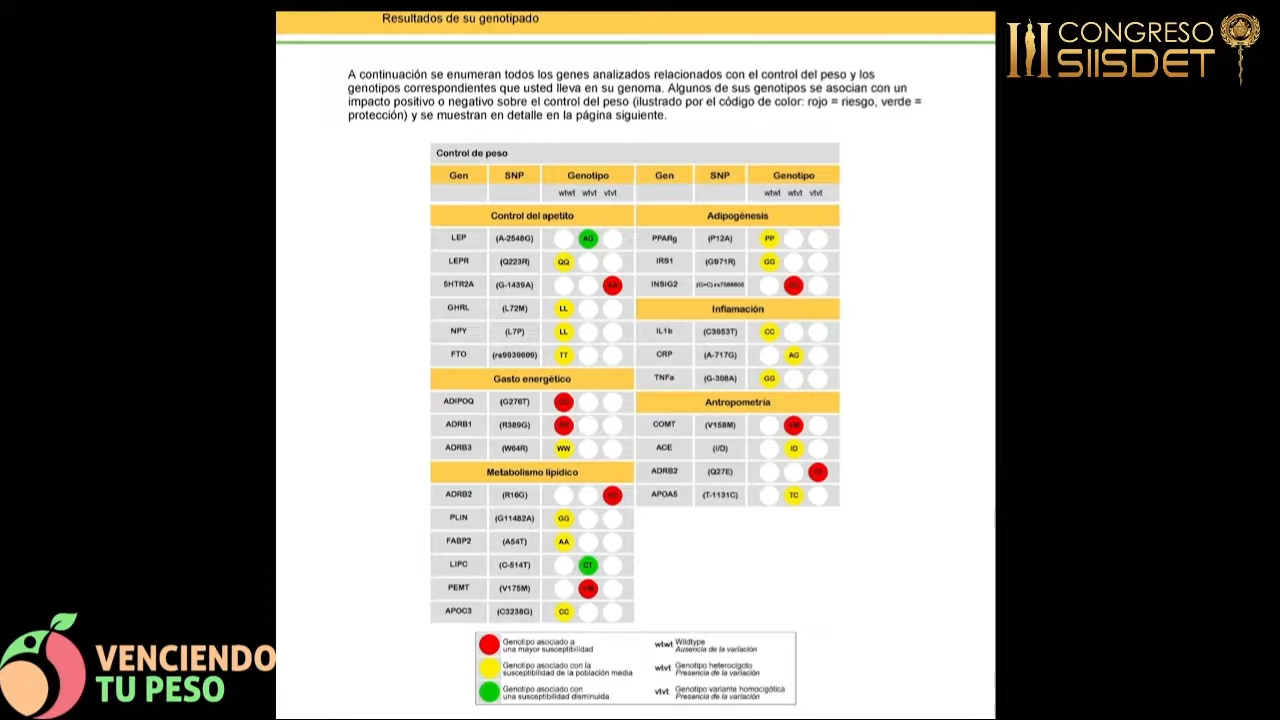 Resultados de su genotipado
III CONGRESO
SIISDET
A continuación se enumeran todos los genes analizados relacionados con el control del peso y los
genotipos correspondientes que usted lleva en su genoma. Algunos de sus genotipos se asocian con un
impacto positivo o negativo sobre el control del peso (ilustrado por el código de color: rojo = riesgo, verde =
protección) y se muestran en detalle en la página siguiente.
Control de peso
Gen SNP Genotipo Gen SNP Genotipo
wtwt wtvt vtvt wtwt wtvt vtvt
Control del apetito Adipogénesis
LEP (A-2548G) AG PPARg (P12A) PP
LEPR (Q223R) QQ IRS1 (G971R) GG
5HTR2A (G-1439A) AA INSIG2
GHRL (L72M) LL Inflamación
NPY (L7P) LL IL1b (C3953T) CC
FTO (rs9939609) TT CRP (A-717G) AG
Gasto energético TNFa (G-308A) GG
ADIPOQ (G276T) Antropometría
ADRB1 (R389G) COMT (V158M) VM
ADRB3 (W64R) WW ACE (I/D) ID
Metabolismo lipídico ADRB2 (Q27E)
ADRB2 (R16G) GG APOA5 (T-1131C) TC
PLIN (G11482A) GG
FABP2 (A54T) AA
LIPC (C-514T) CT
PEMT (V175M) VM
APOC3 (C3238G) CC
Genotipo asociado a
una mayor susceptibilidad
wtwt Wildtype
Ausencia de la variación
Genotipo asociado con la
susceptibilidad de la población media
wtvt Genotipo heterocigoto
Presencia de la variación
Genotipo asociado con
una susceptibilidad disminuida
vtvt Genotipo variante homocigótica
Presencia de la variación
VENCIENDO
TU PESO